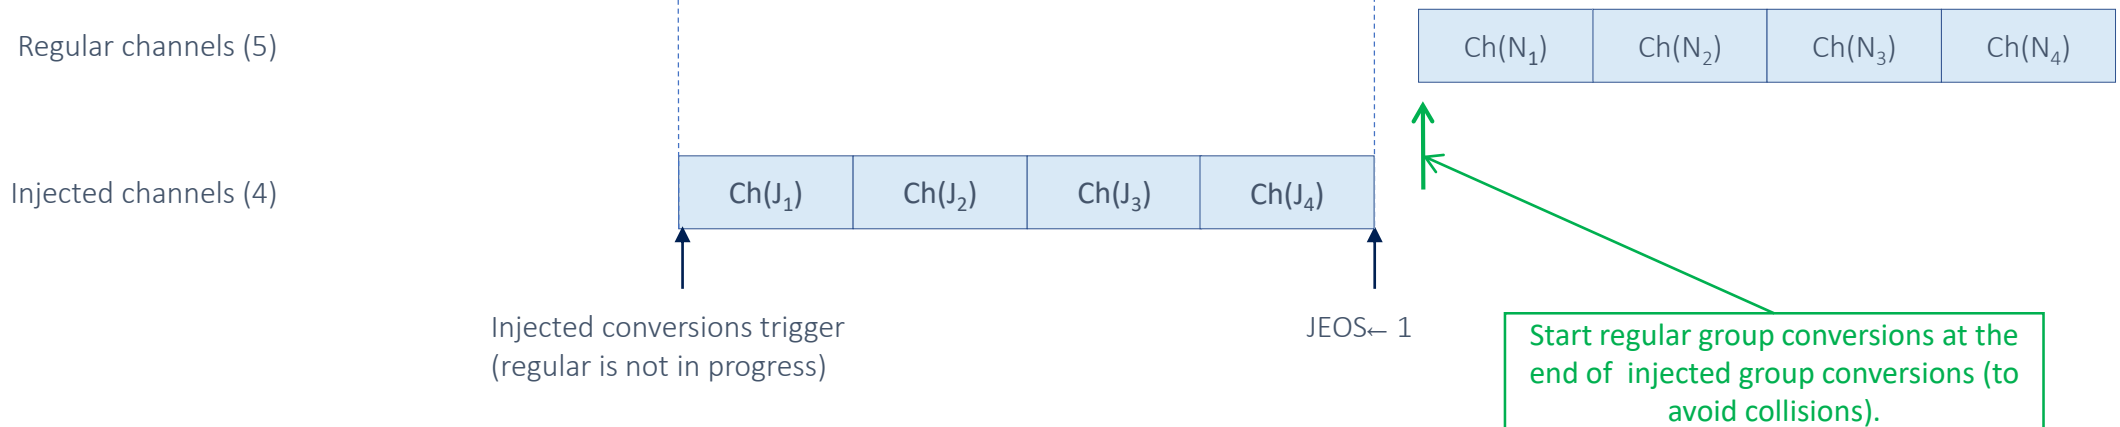 Regular channels (5)
Ch(N₁) Ch(N₂) Ch(N₃) Ch(N₄)
Injected channels (4)
Ch(J₁) Ch(J₂) Ch(J₃) Ch(J₄)
Injected conversions trigger
(regular is not in progress)
JEOS← 1
Start regular group conversions at the
end of  injected group conversions (to
avoid collisions).